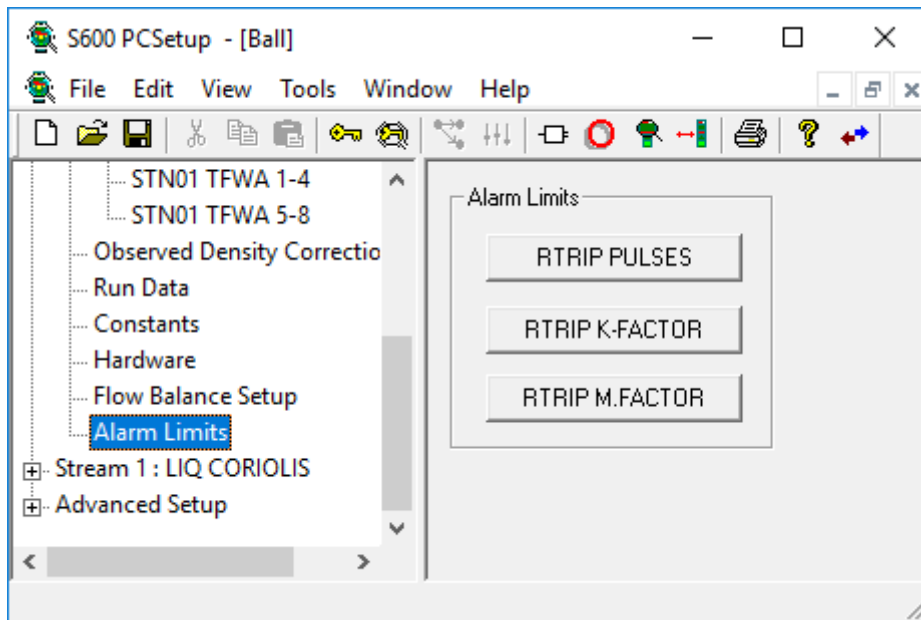 S600 PCSetup - [Ball]
File Edit View Tools Window Help
STN01 TFWA 1-4
STN01 TFWA 5-8
Observed Density Correctio
Run Data
Constants
Hardware
Flow Balance Setup
Alarm Limits
Stream 1 : LIQ CORIOLIS
Advanced Setup
Alarm Limits
RTRIP PULSES
RTRIP K-FACTOR
RTRIP M.FACTOR